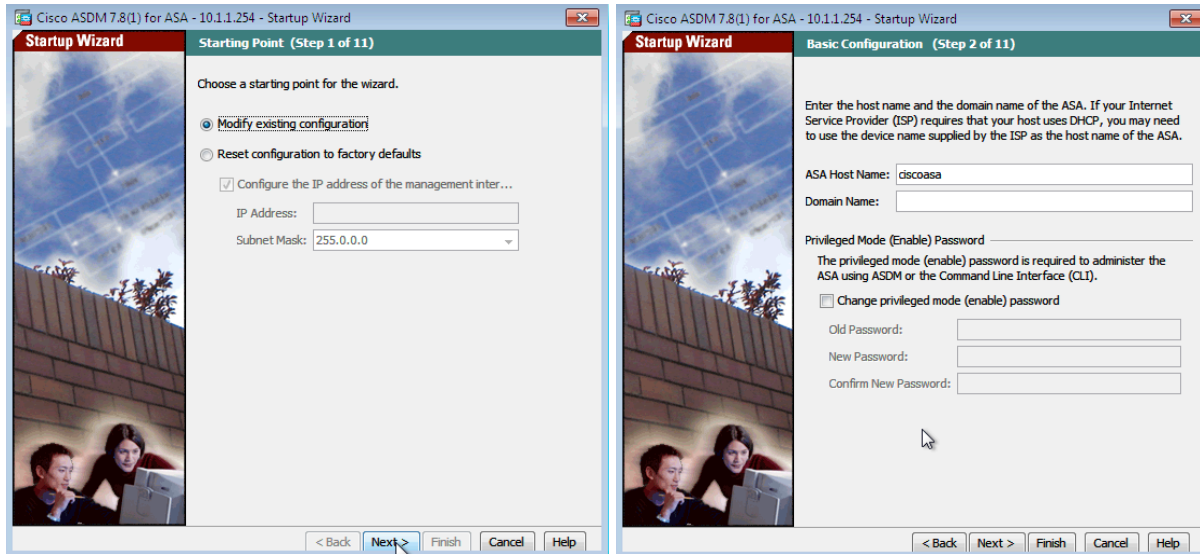 Cisco ASDM 7.8(1) for ASA - 10.1.1.254 - Startup Wizard
Startup Wizard
Starting Point (Step 1 of 11)
Choose a starting point for the wizard.
Modify existing configuration
Reset configuration to factory defaults
Configure the IP address of the management inter...
IP Address:
Subnet Mask: 255.0.0.0
< Back Next > Finish Cancel Help
Cisco ASDM 7.8(1) for ASA - 10.1.1.254 - Startup Wizard
Startup Wizard
Basic Configuration (Step 2 of 11)
Enter the host name and the domain name of the ASA. If your Internet
Service Provider (ISP) requires that your host uses DHCP, you may need
to use the device name supplied by the ISP as the host name of the ASA.
ASA Host Name: ciscoasa
Domain Name:
Privileged Mode (Enable) Password
The privileged mode (enable) password is required to administer the
ASA using ASDM or the Command Line Interface (CLI).
Change privileged mode (enable) password
Old Password:
New Password:
Confirm New Password:
< Back Next > Finish Cancel Help